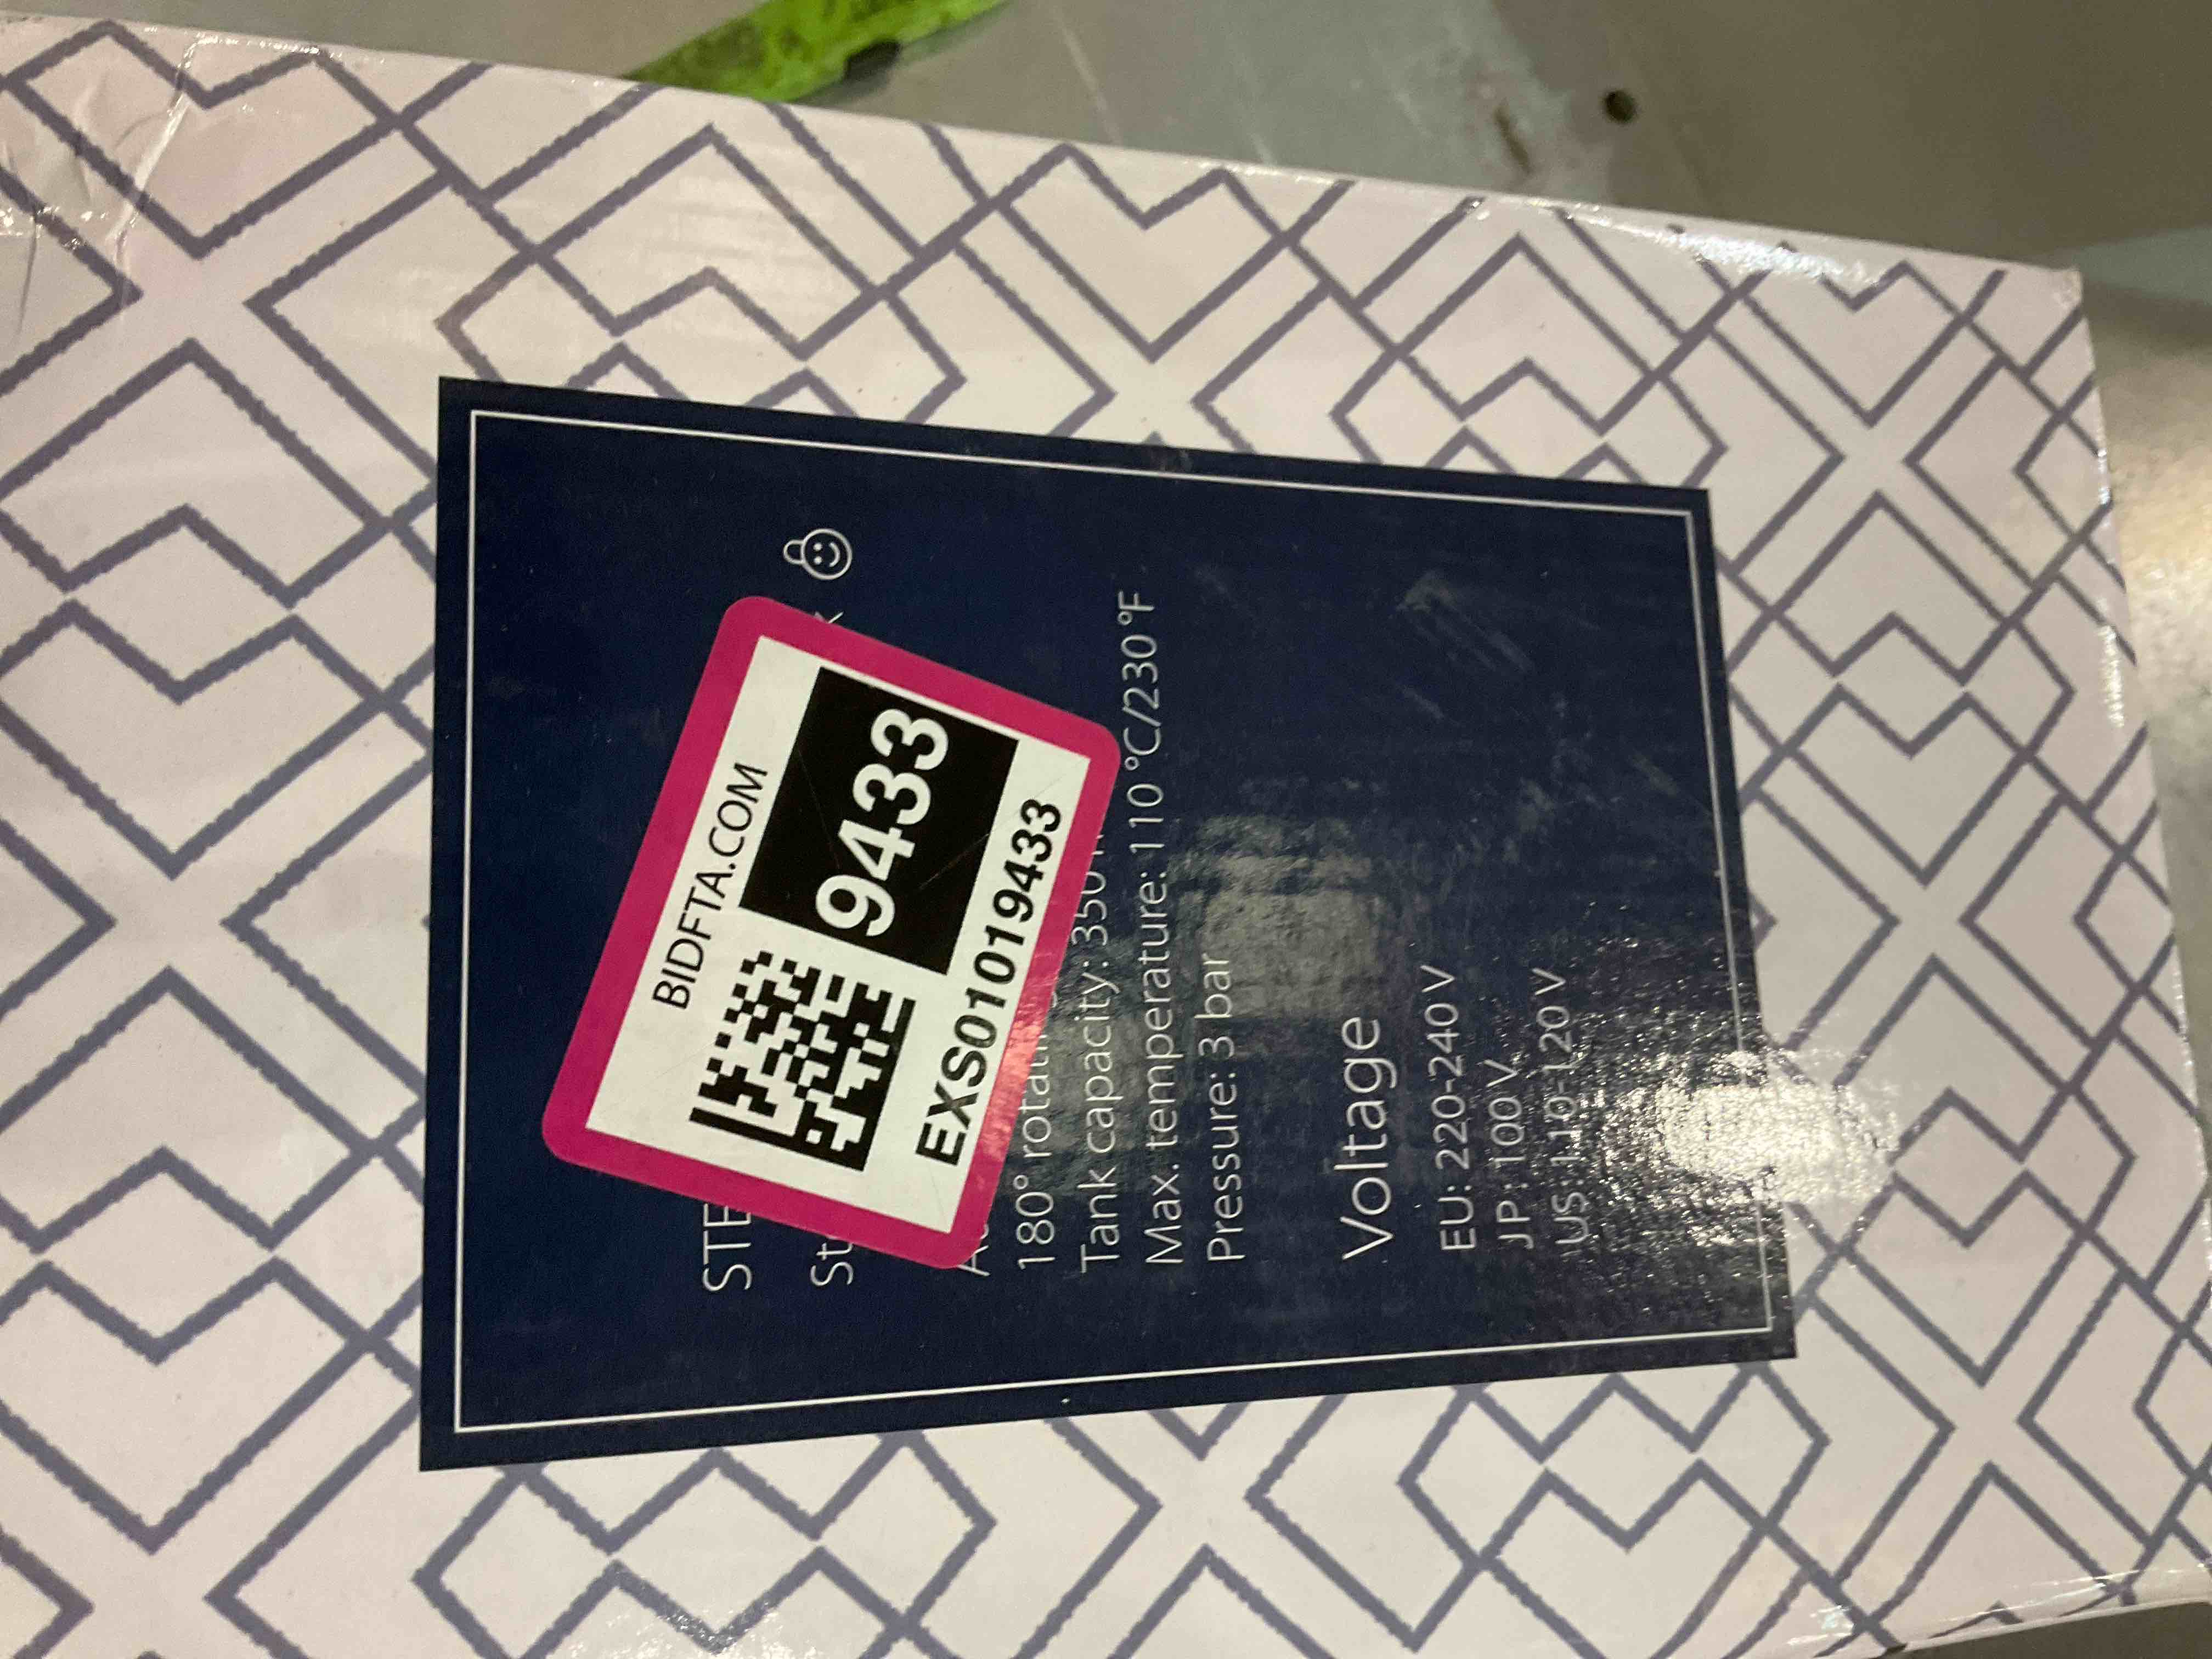 BIDFTA.COM
9433
EXS01019433
180°
Tank capacity: 350
Max. temperature: 110 °C/230°F
Pressure: 3 bar
Voltage
EU: 220-240 V
JP: 100 V
US: 110-120 V